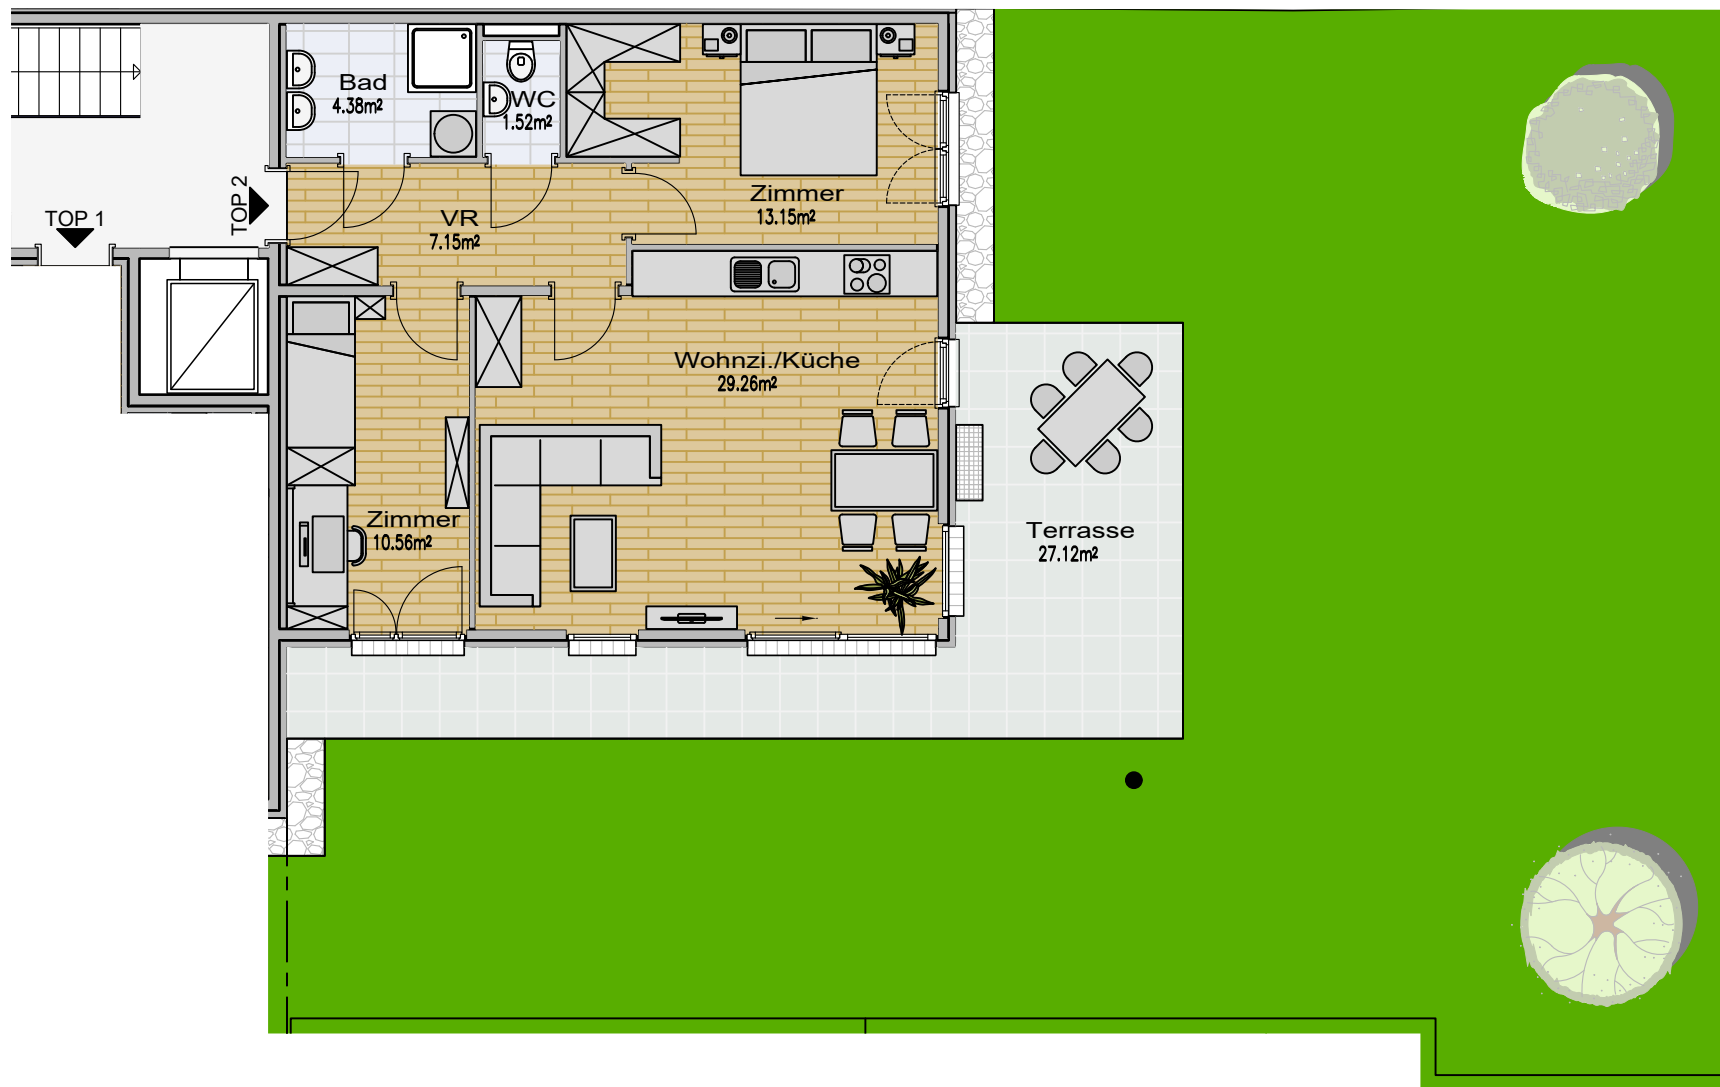 Bad
4.38m²
WC
1.52m²
TOP 1
TOP 2
VR
7.15m²
Zimmer
13.15m²
Wohnzi./Küche
29.26m²
Zimmer
10.56m²
Terrasse
27.12m²